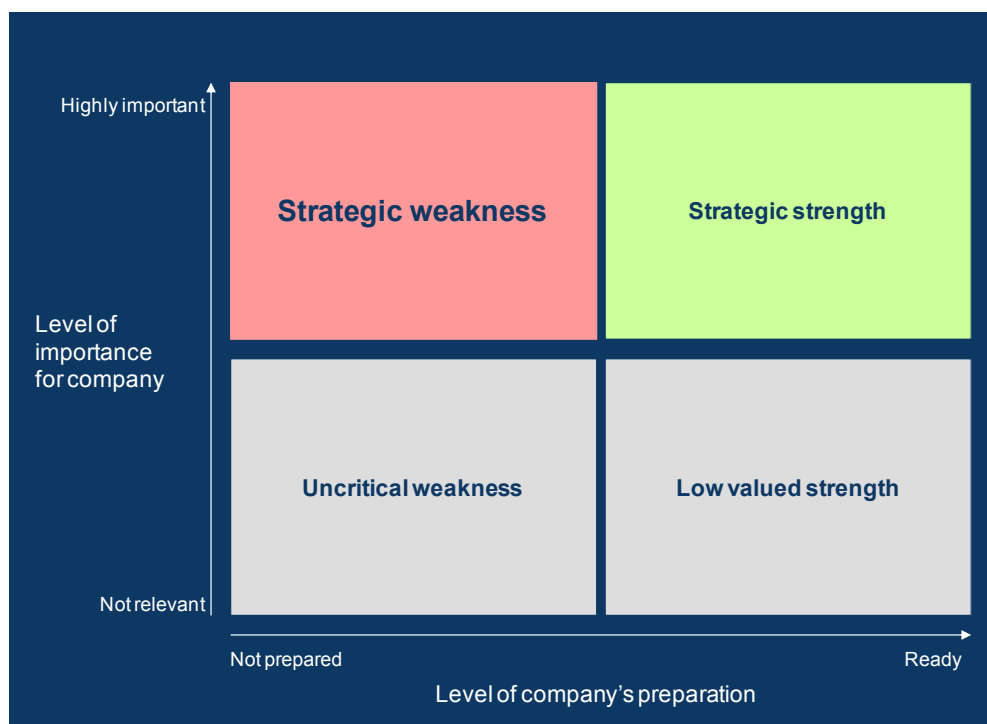 Highly important
Strategic weakness
Strategic strength
Level of
importance
for company
Uncritical weakness
Low valued strength
Not relevant
Not prepared
Ready
Level of company’s preparation